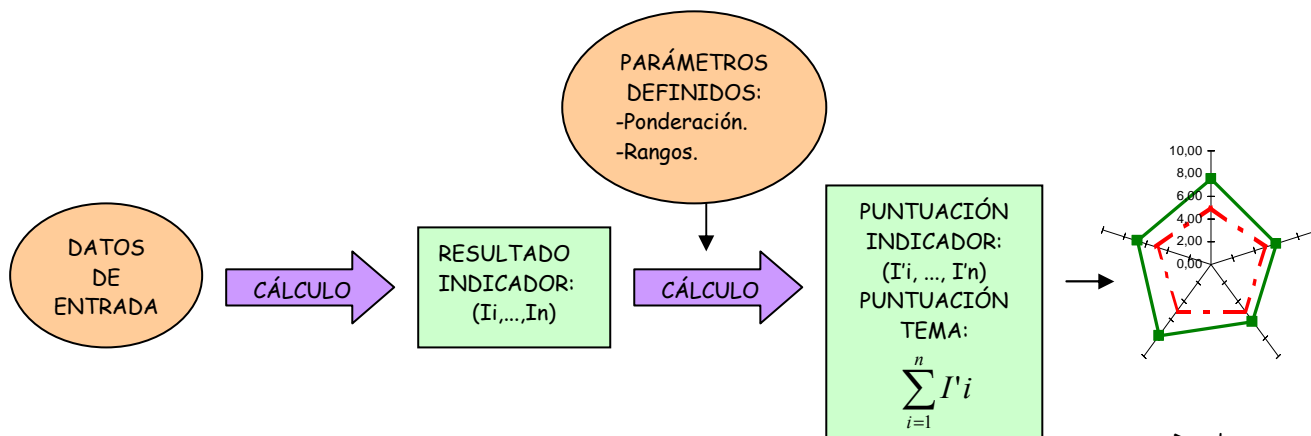 DATOS
DE
ENTRADA
CÁLCULO
RESULTADO
INDICADOR:
(Ii,...,In)
PARÁMETROS
DEFINIDOS:
-Ponderación.
-Rangos.
CÁLCULO
PUNTUACIÓN
INDICADOR:
(I'i, ..., I'n)
PUNTUACIÓN
TEMA:
n
∑ I'i
i=1
10,00
8,00
6,00
4,00
2,00
0,00